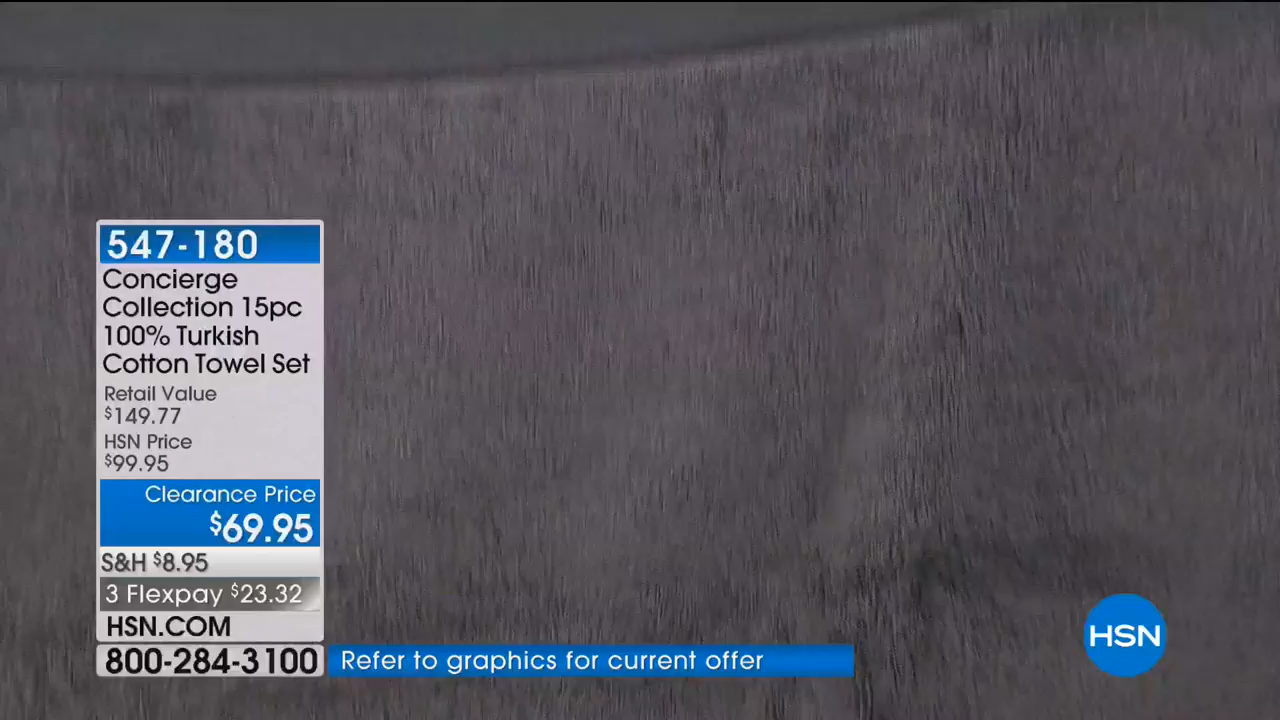 547-180
Concierge
Collection 15pc
100% Turkish
Cotton Towel Set
Retail Value
$149.77
HSN Price
$99.95
Clearance Price
$69.95
S&H $8.95
3 Flexpay $23.32
HSN.COM
800-284-3100
Refer to graphics for current offer
HSN